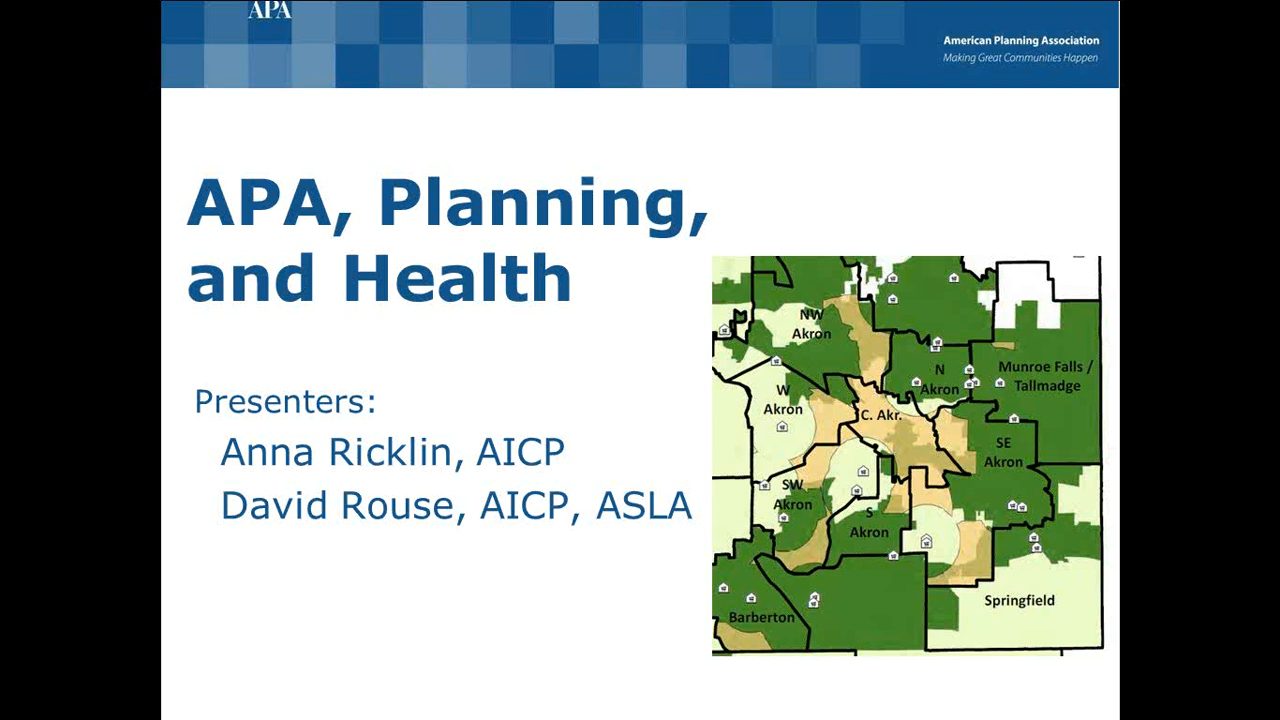 APA
American Planning Association
Making Great Communities Happen
APA, Planning,
and Health
Presenters:
Anna Ricklin, AICP
David Rouse, AICP, ASLA
NW
Akron
N
Akron
Munroe Falls /
Tallmadge
W
Akron
C. Akr.
SE
Akron
SW
Akron
S
Akron
Springfield
Barberton